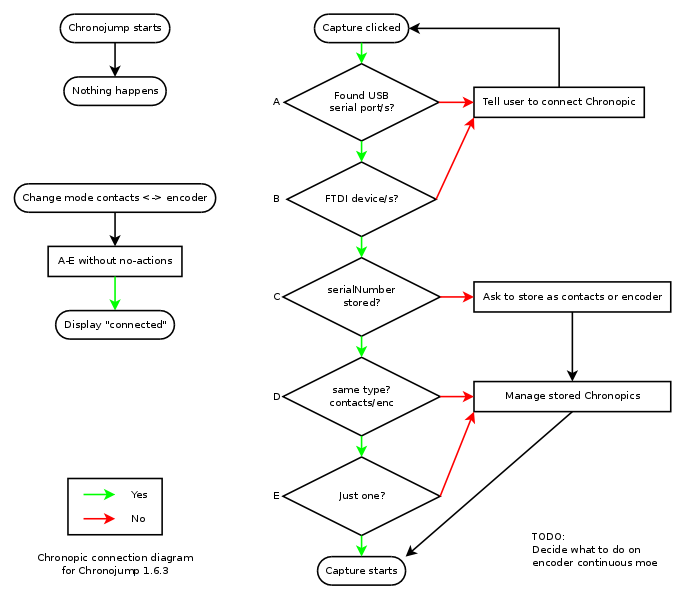 Chronojump starts
Nothing happens
Change mode contacts <-> encoder
A-E without no-actions
Display "connected"
Yes
No
Chronopic connection diagram
for Chronojump 1.6.3
Capture clicked
A
Found USB
serial port/s?
Tell user to connect Chronopic
B
FTDI device/s?
C
serialNumber
stored?
Ask to store as contacts or encoder
D
same type?
contacts/enc
Manage stored Chronopics
E
Just one?
Capture starts
TODO:
Decide what to do on
encoder continuous moe